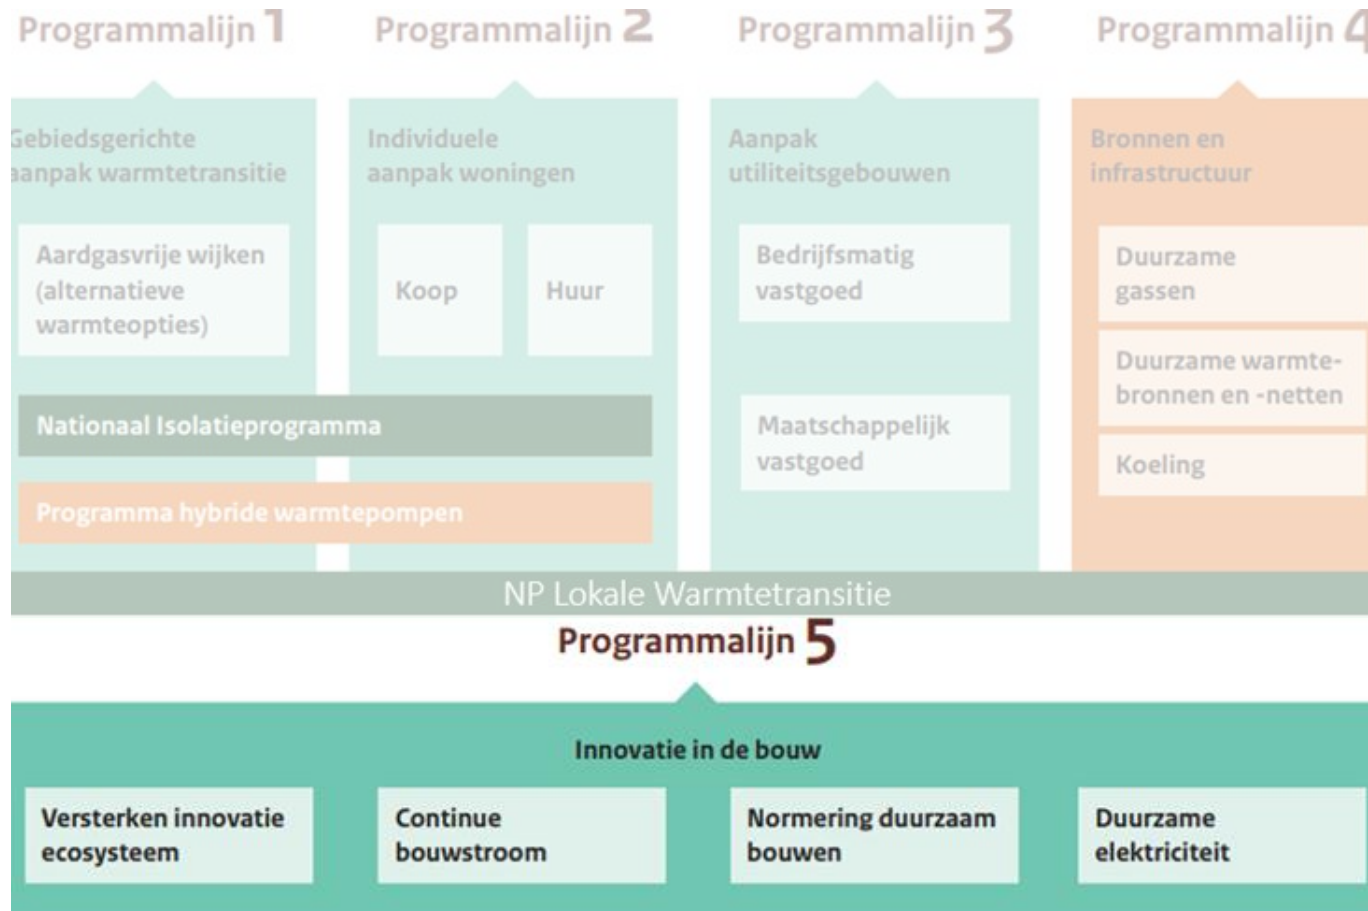 Programmalijn 1
Programmalijn 2
Programmalijn 3
Programmalijn 4
Gebiedsgerichte
aanpak warmtetransitie
Aardgasvrije wijken
(alternatieve
warmteopties)
Individuele
aanpak woningen
Koop
Huur
Nationaal Isolatieprogramma
Programma hybride warmtepompen
Aanpak
utiliteitsgebouwen
Bedrijfsmatig
vastgoed
Maatschappelijk
vastgoed
Bronnen en
infrastructuur
Duurzame
gassen
Duurzame warmte-
bronnen en -netten
Koeling
NP Lokale Warmtetransitie
Programmalijn 5
Innovatie in de bouw
Versterken innovatie
ecosysteem
Continue
bouwstroom
Normering duurzaam
bouwen
Duurzame
elektriciteit